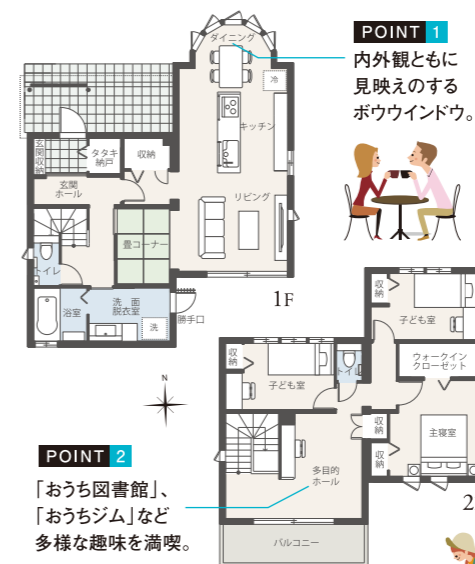 POINT 1
内外観ともに
見映えのする
ボウウインドウ。
ダイニング
冷
キッチン
玄関収納
タタキ
納戸
収納
玄関
ホール
リビング
畳コーナー
トイレ
浴室
洗面
脱衣室
洗
勝手口
1F
N
収納
子ども室
収納
子ども室
トイレ
ウォークイン
クローゼット
収納
主寝室
収納
多目的
ホール
バルコニー
2
POINT 2
「おうち図書館」、
「おうちジム」など
多様な趣味を満喫。